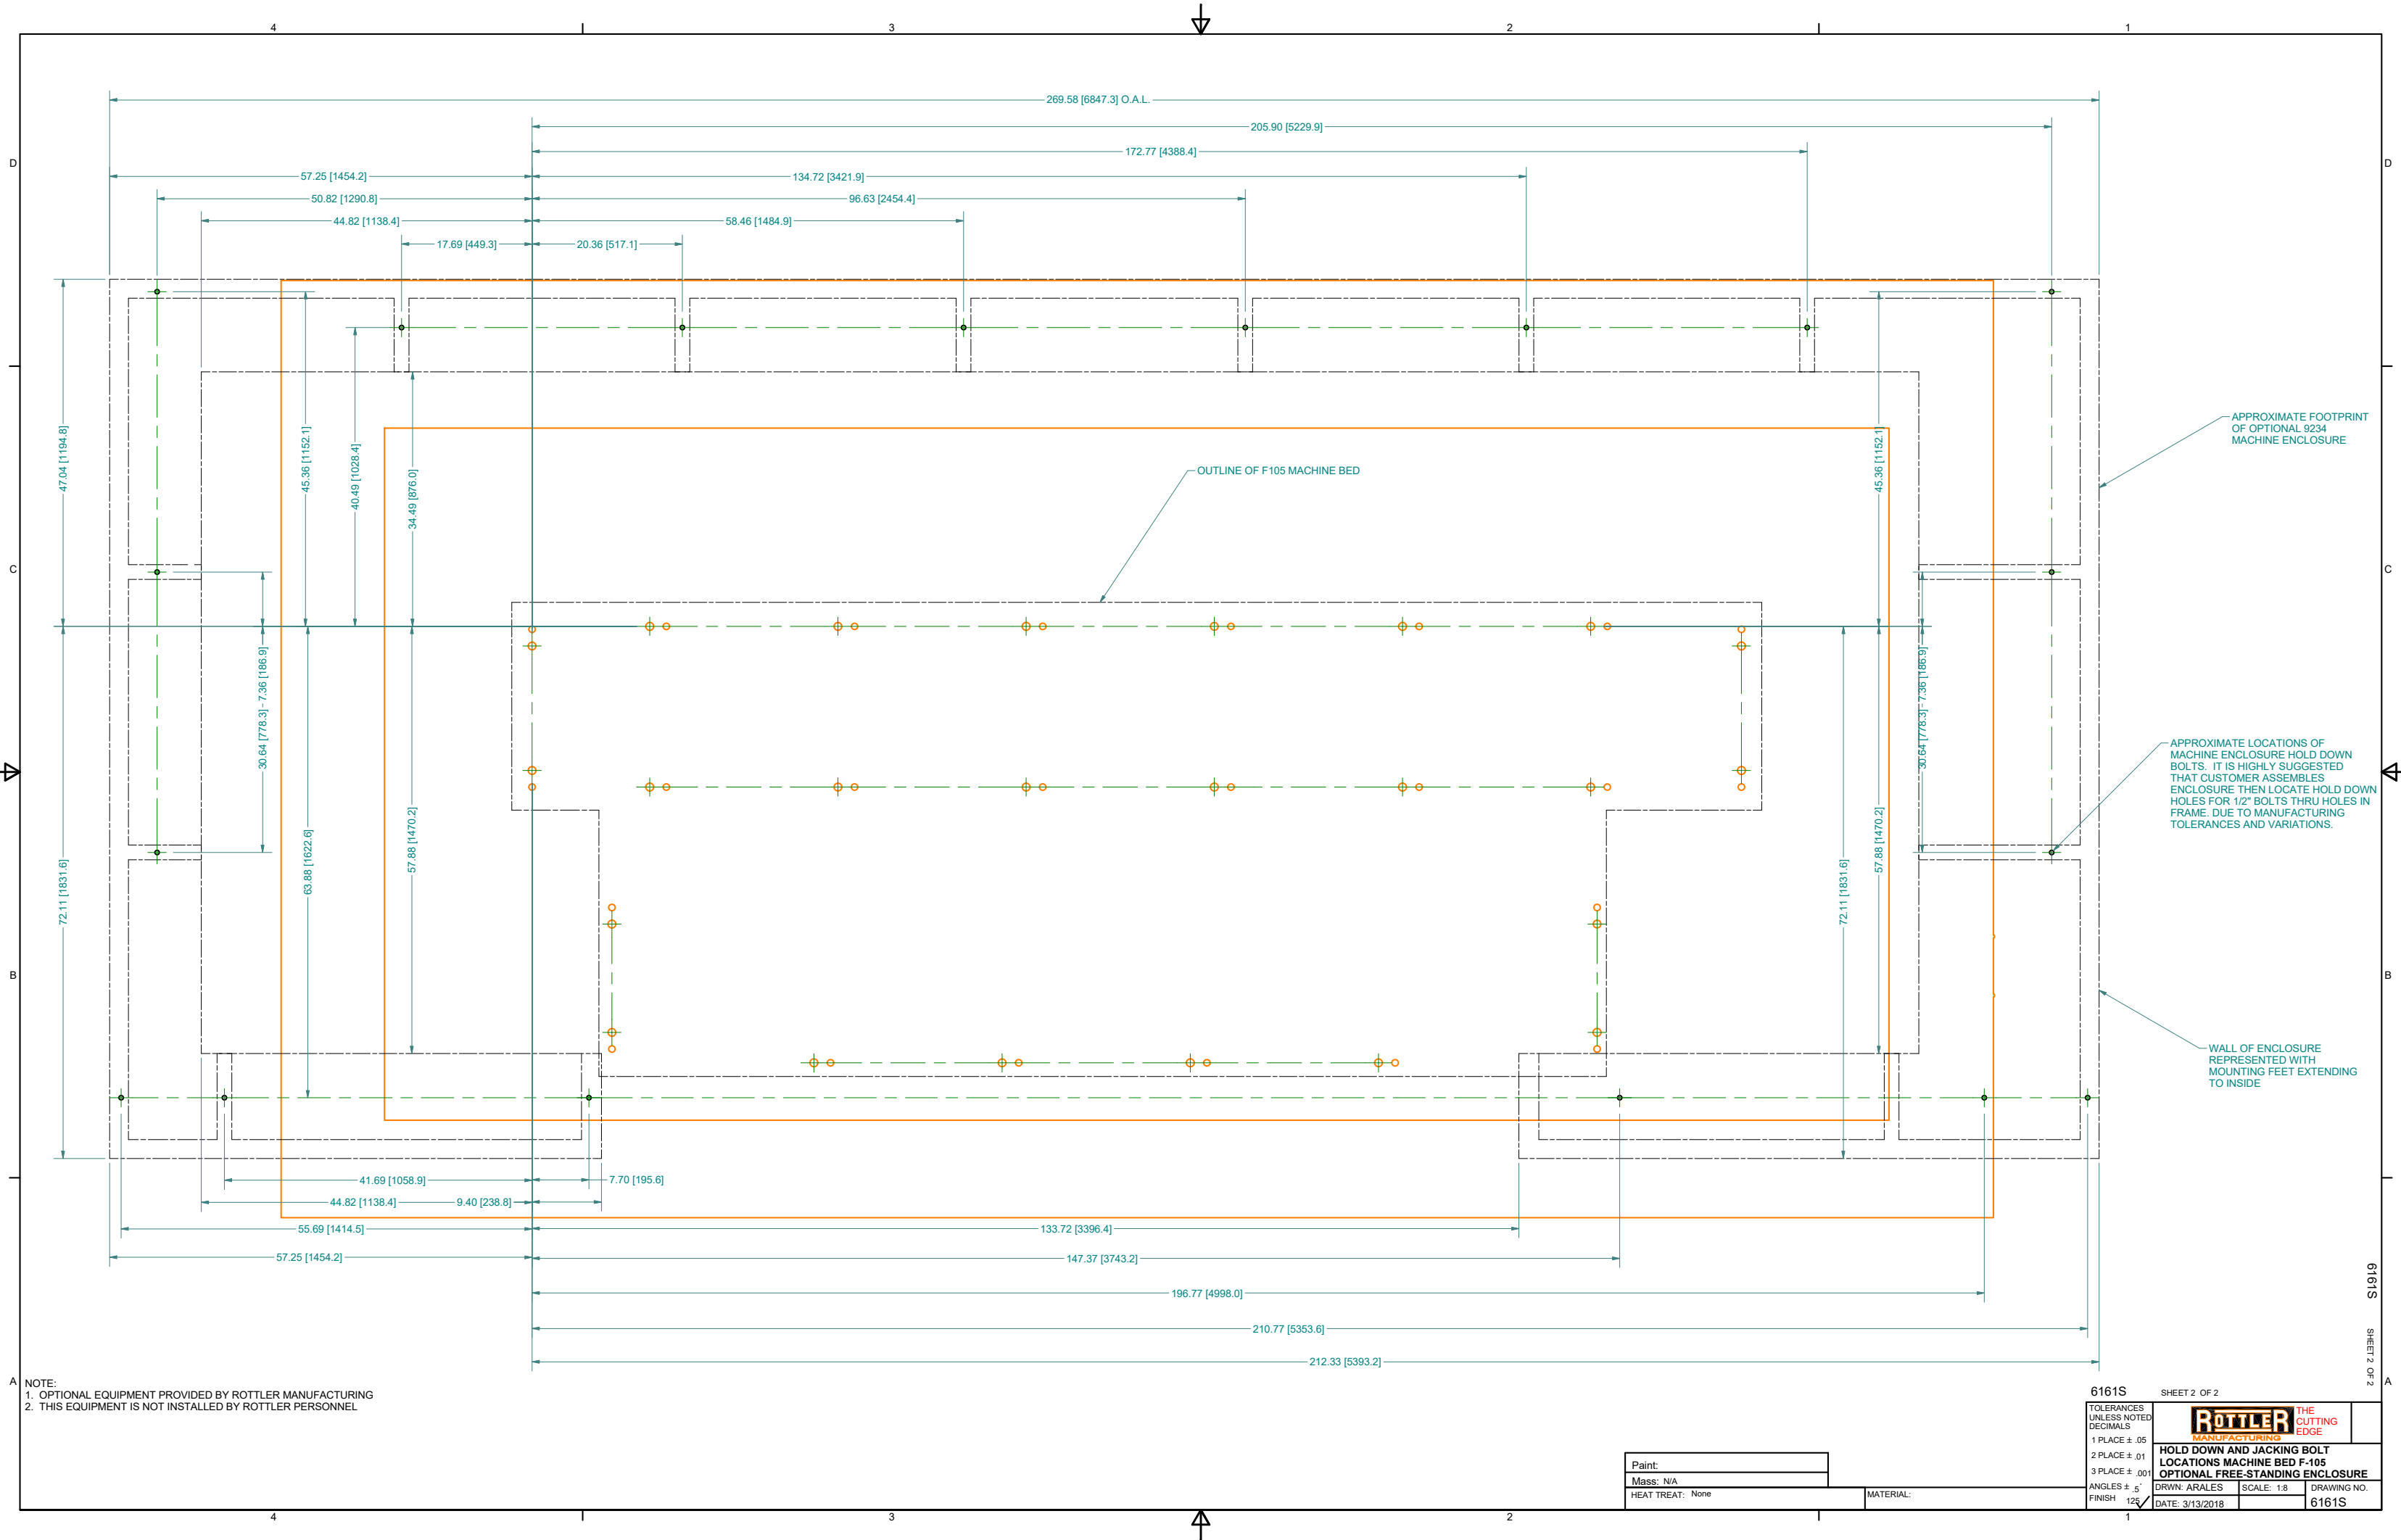 4
3
2
1
269.58 [6847.3] O.A.L.
205.90 [5229.9]
172.77 [4388.4]
D
D
57.25 [1454.2]
134.72 [3421.9]
50.82 [1290.8]
96.63 [2454.4]
44.82 [1138.4]
58.46 [1484.9]
17.69 [449.3]
20.36 [517.1]
47.04 [1194.8]
45.36 [1152.1]
40.49 [1028.4]
34.49 [876.0]
45.36 [1152.1]
APPROXIMATE FOOTPRINT
OF OPTIONAL 9234
MACHINE ENCLOSURE
OUTLINE OF F105 MACHINE BED
C
C
30.64 [778.3] - 7.36 [186.9]
30.64 [778.3] - 7.36 [186.9]
APPROXIMATE LOCATIONS OF
MACHINE ENCLOSURE HOLD DOWN
BOLTS. IT IS HIGHLY SUGGESTED
THAT CUSTOMER ASSEMBLES
ENCLOSURE THEN LOCATE HOLD DOWN
HOLES FOR 1/2" BOLTS THRU HOLES IN
FRAME. DUE TO MANUFACTURING
TOLERANCES AND VARIATIONS.
72.11 [1831.6]
63.88 [1622.6]
57.88 [1470.2]
72.11 [1831.6]
57.88 [1470.2]
B
B
WALL OF ENCLOSURE
REPRESENTED WITH
MOUNTING FEET EXTENDING
TO INSIDE
41.69 [1058.9]
7.70 [195.6]
44.82 [1138.4]
9.40 [238.8]
55.69 [1414.5]
133.72 [3396.4]
57.25 [1454.2]
147.37 [3743.2]
196.77 [4998.0]
210.77 [5353.6]
212.33 [5393.2]
6161S
SHEET 2 OF 2
A
A
NOTE:
1. OPTIONAL EQUIPMENT PROVIDED BY ROTTLER MANUFACTURING
2. THIS EQUIPMENT IS NOT INSTALLED BY ROTTLER PERSONNEL
6161S
SHEET 2 OF 2
TOLERANCES
UNLESS NOTED
DECIMALS
1 PLACE ± .05
2 PLACE ± .01
3 PLACE ± .001
ANGLES ± .5°
FINISH 125
ROTTLER
MANUFACTURING
THE
CUTTING
EDGE
HOLD DOWN AND JACKING BOLT
LOCATIONS MACHINE BED F-105
OPTIONAL FREE-STANDING ENCLOSURE
DRWN: ARALES
SCALE: 1:8
DRAWING NO.
DATE: 3/13/2018
6161S
Paint:
Mass: N/A
HEAT TREAT: None
MATERIAL:
4
3
2
1